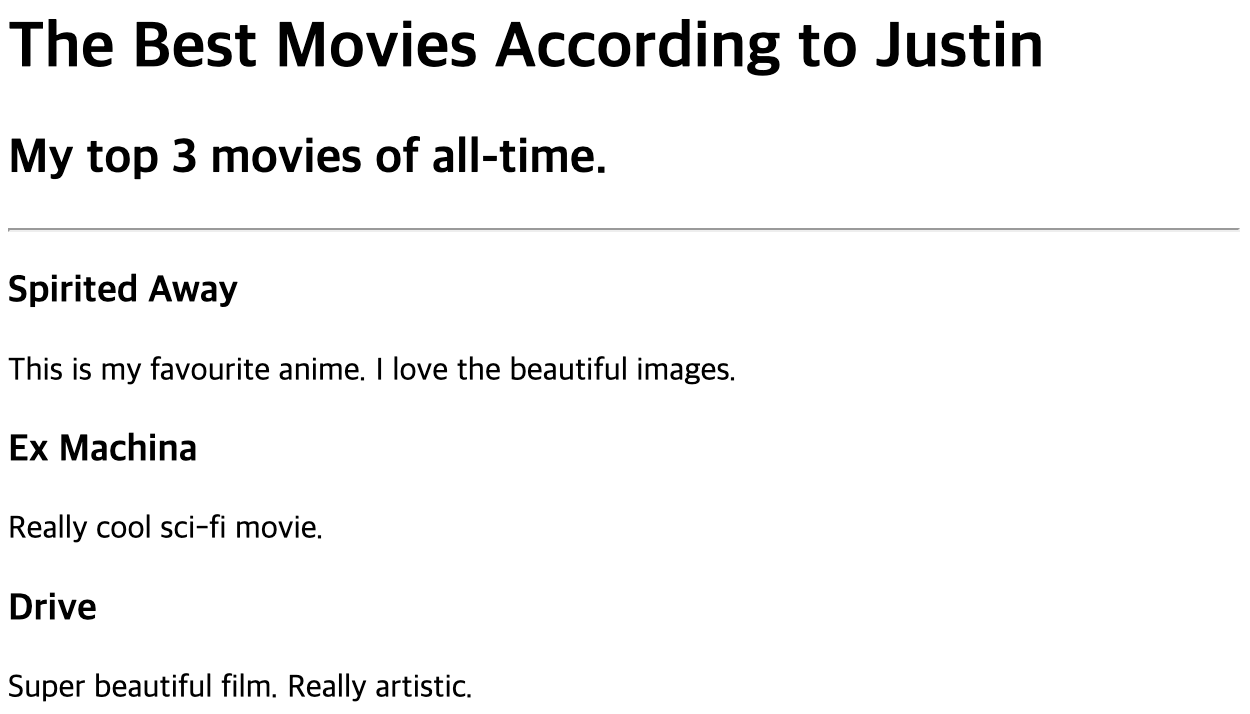 The Best Movies According to Justin
My top 3 movies of all-time.
Spirited Away
This is my favourite anime. I love the beautiful images.
Ex Machina
Really cool sci-fi movie.
Drive
Super beautiful film. Really artistic.